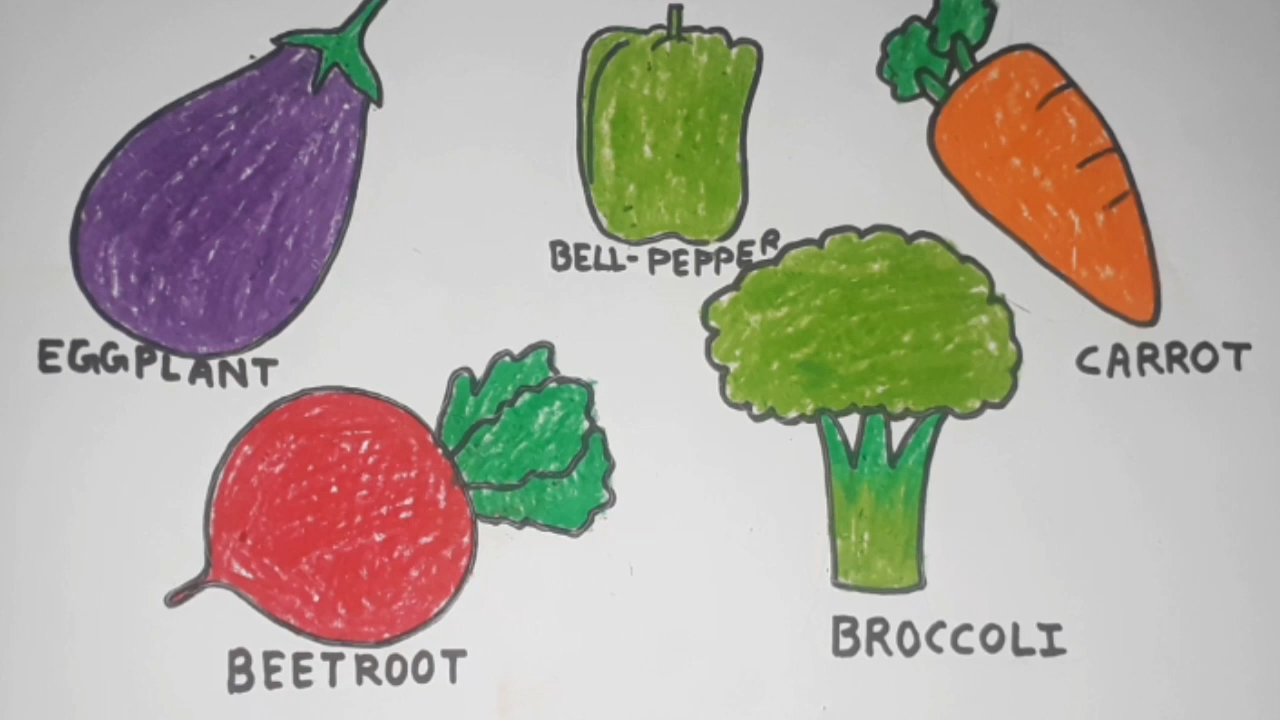 BELL-PEPPER
EGGPLANT
CARROT
BROCCOLI
BEETROOT